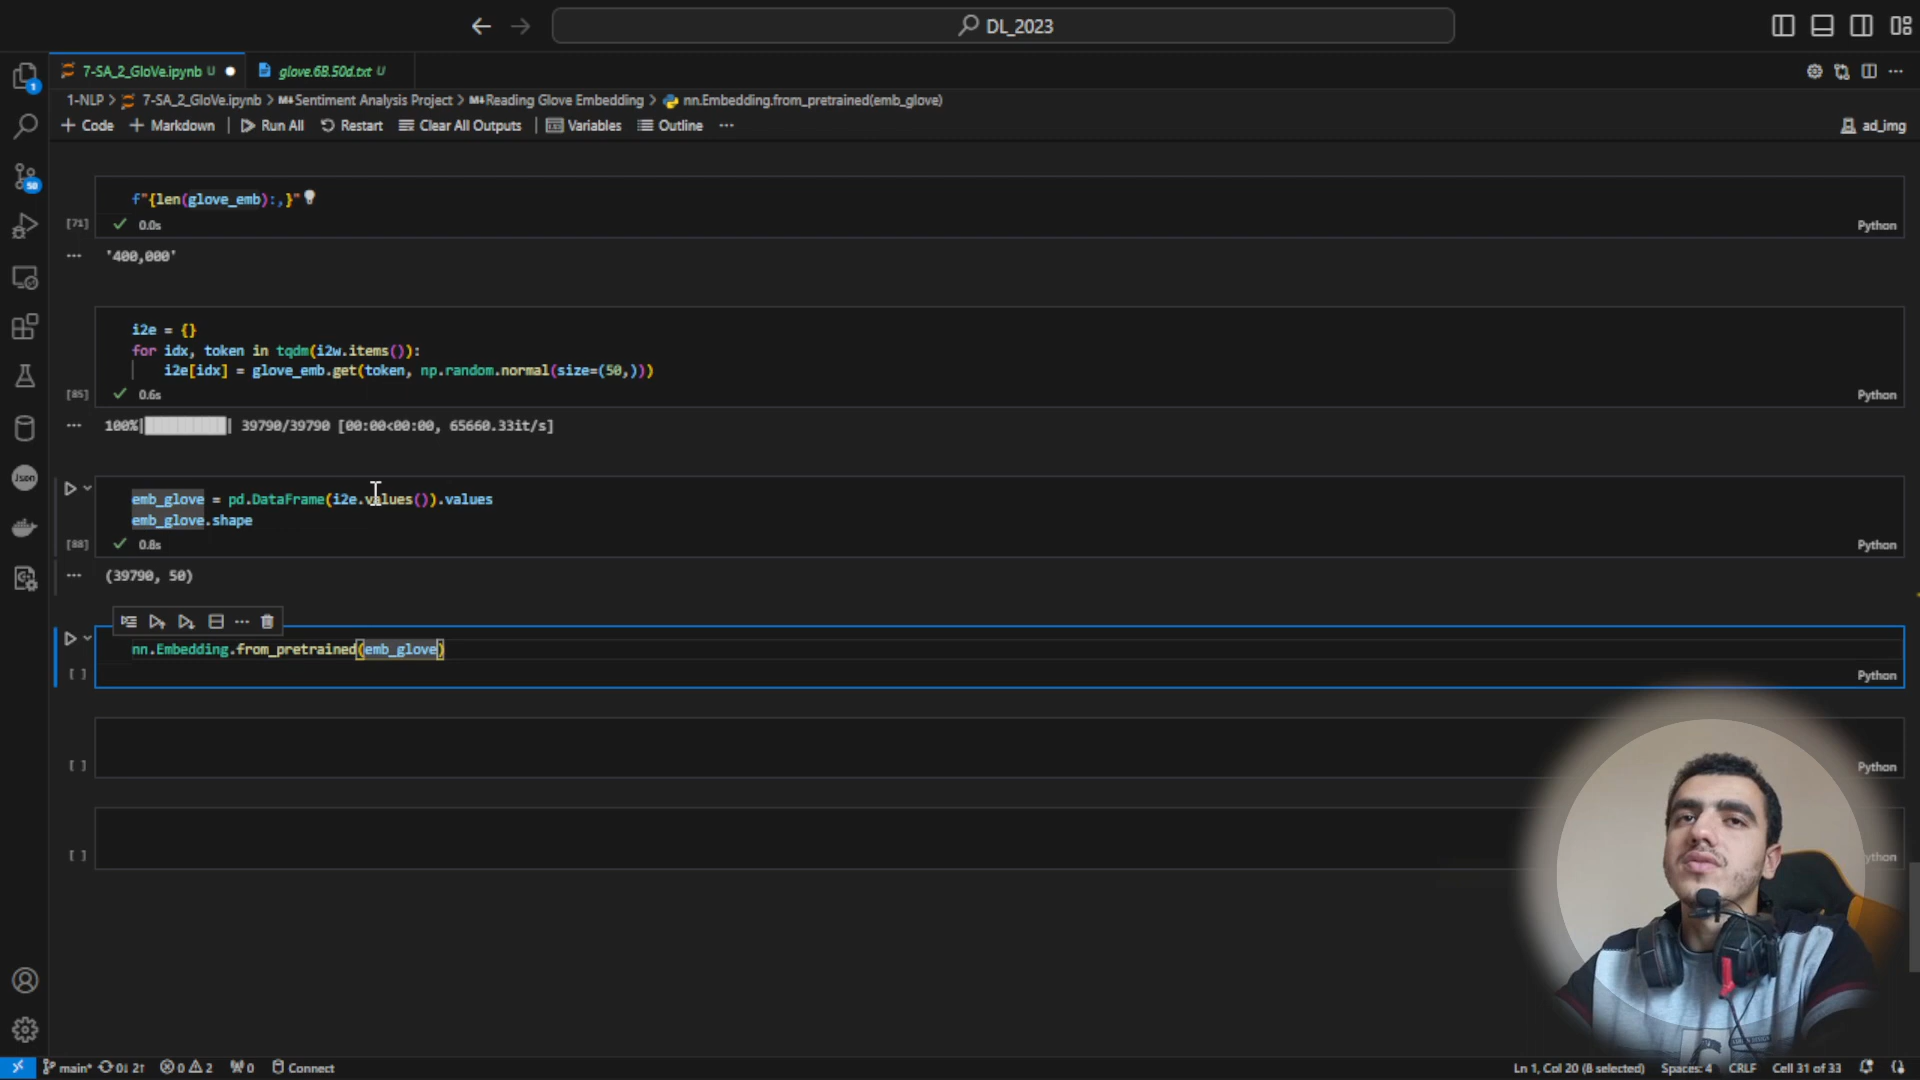 DL_2023
7-SA_2_GloVe.ipynb U
glove.6B.50d.txt U
1-NLP > 7-SA_2_GloVe.ipynb > M↓Sentiment Analysis Project > M↓Reading Glove Embedding > nn.Embedding.from_pretrained(emb_glove)
+ Code + Markdown | Run All Restart Clear All Outputs | Variables Outline ...
ad_img
1
50
Json
f"{len(glove_emb):,}"
[71] ✓ 0.0s
Python
... '400,000'
i2e = {}
for idx, token in tqdm(i2w.items()):
i2e[idx] = glove_emb.get(token, np.random.normal(size=(50,)))
[85] ✓ 0.6s
Python
... 100%|██████████| 39790/39790 [00:00<00:00, 65660.33it/s]
emb_glove = pd.DataFrame(i2e.values()).values
emb_glove.shape
[88] ✓ 0.8s
Python
... (39790, 50)
nn.Embedding.from_pretrained(emb_glove)
[ ]
Python
[ ]
Python
[ ]
main* 0↓ 2↑ 0 2 0 Connect
Ln 1, Col 20 (8 selected) Spaces: 4 CRLF Cell 31 of 33